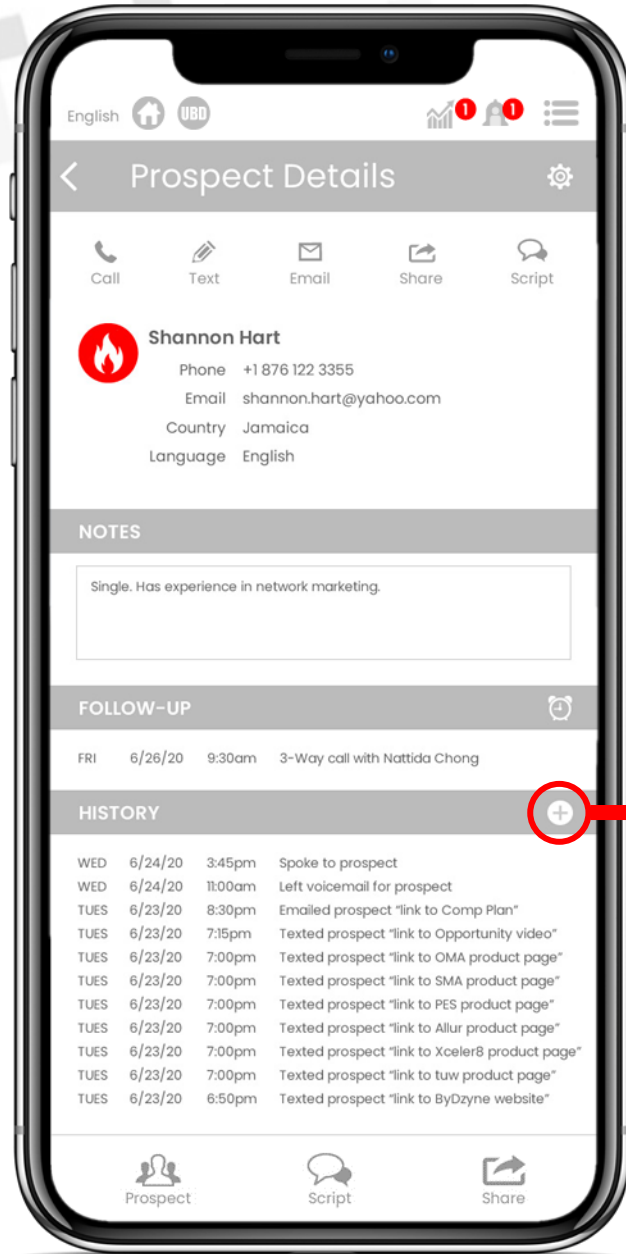 English UBD 1 1
Prospect Details
Call Text Email Share Script
Shannon Hart
Phone +1 876 122 3355
Email shannon.hart@yahoo.com
Country Jamaica
Language English
NOTES
Single. Has experience in network marketing.
FOLLOW-UP
FRI 6/26/20 9:30am 3-Way call with Nattida Chong
HISTORY
WED 6/24/20 3:45pm Spoke to prospect
WED 6/24/20 11:00am Left voicemail for prospect
TUES 6/23/20 8:30pm Emailed prospect “link to Comp Plan”
TUES 6/23/20 7:15pm Texted prospect “link to Opportunity video”
TUES 6/23/20 7:00pm Texted prospect “link to OMA product page”
TUES 6/23/20 7:00pm Texted prospect “link to SMA product page”
TUES 6/23/20 7:00pm Texted prospect “link to PES product page”
TUES 6/23/20 7:00pm Texted prospect “link to Allur product page”
TUES 6/23/20 7:00pm Texted prospect “link to Xceler8 product page”
TUES 6/23/20 7:00pm Texted prospect “link to tuw product page”
TUES 6/23/20 6:50pm Texted prospect “link to ByDzyne website”
Prospect Script Share